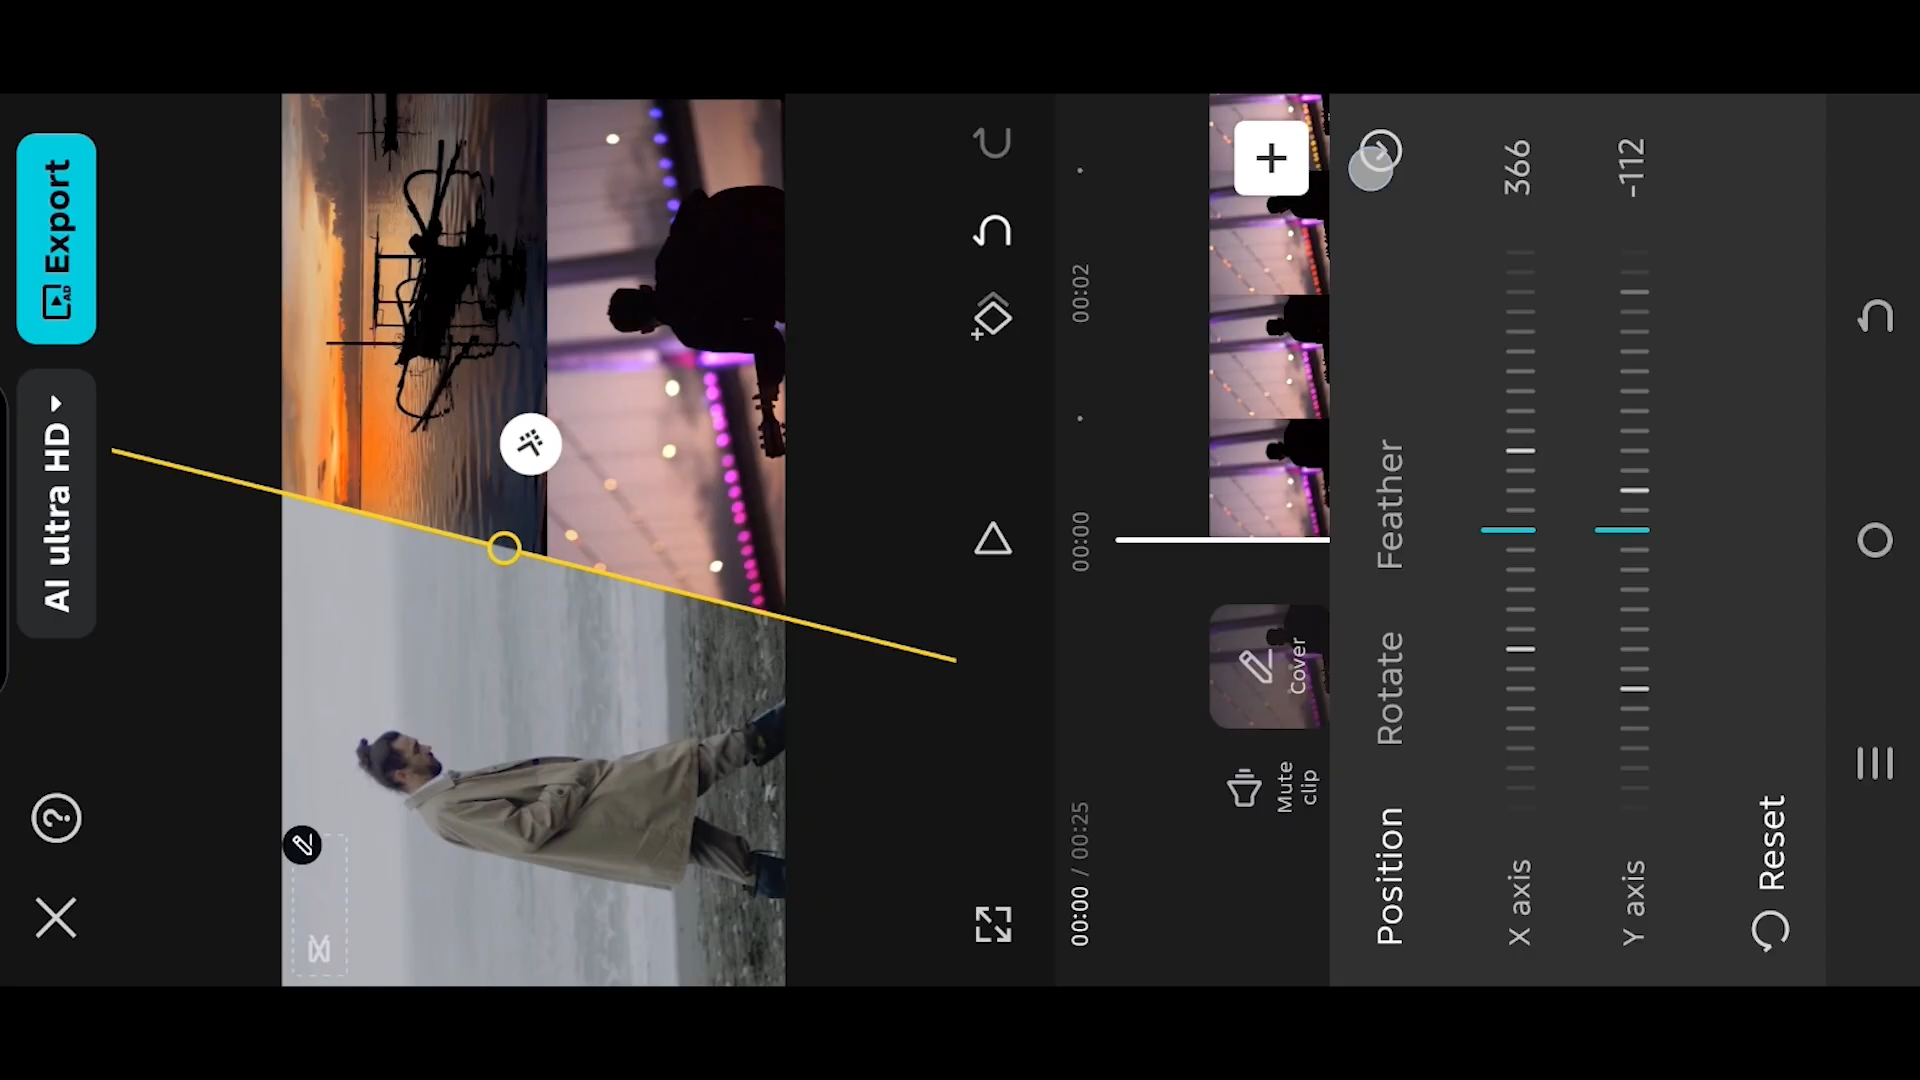 AI ultra HD
AD
Export
00:00 / 00:25
00:00
00:02
Mute
clip
Cover
Position
Rotate
Feather
X axis
366
Y axis
-112
Reset